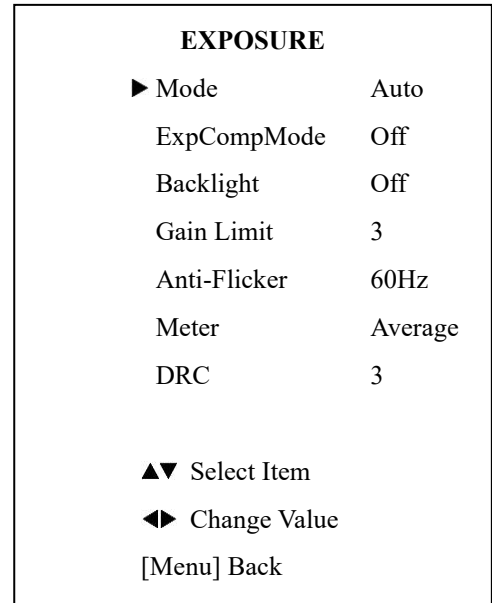 EXPOSURE
▶ Mode Auto
ExpCompMode Off
Backlight Off
Gain Limit 3
Anti-Flicker 60Hz
Meter Average
DRC 3
▲▼ Select Item
◀▶ Change Value
[Menu] Back